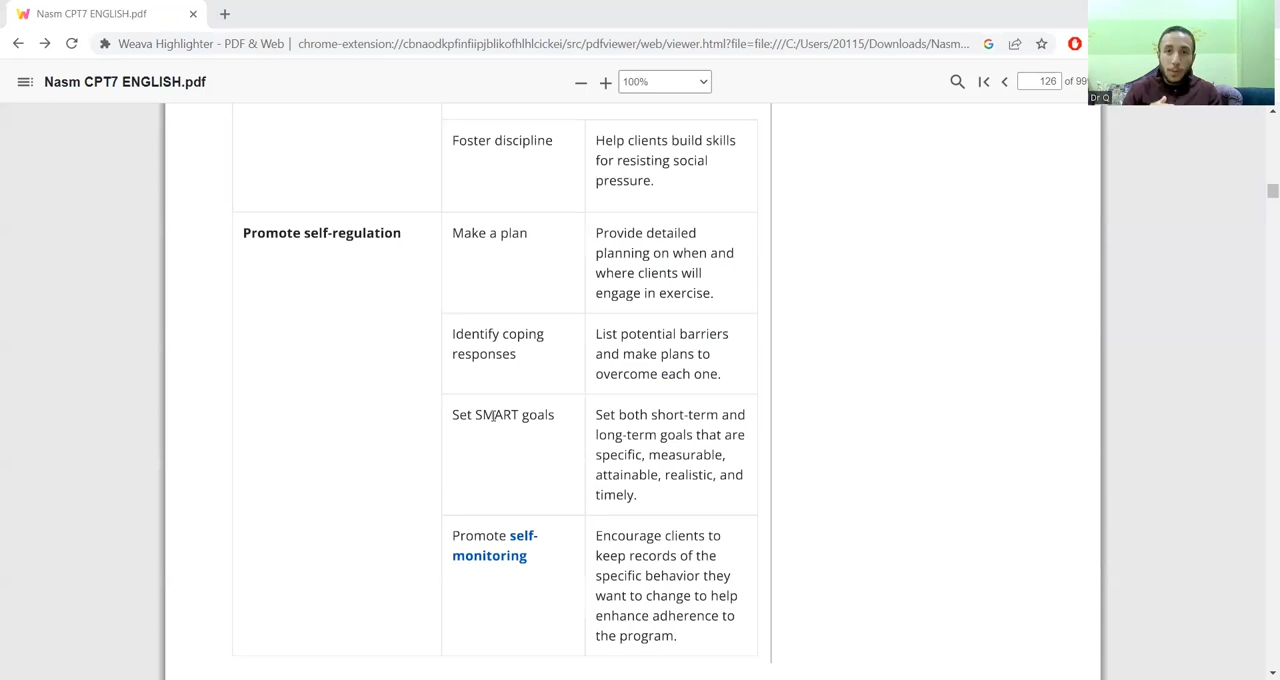 Nasm CPT7 ENGLISH.pdf
Weava Highlighter - PDF & Web | chrome-extension://cbnaodkpfinfiipjblikofhlhlcickei/src/pdfviewer/web/viewer.html?file=file:///C:/Users/20115/Downloads/Nasm...
Nasm CPT7 ENGLISH.pdf
100%
126 of 99
Dr Q
Foster discipline
Help clients build skills
for resisting social
pressure.
Promote self-regulation
Make a plan
Provide detailed
planning on when and
where clients will
engage in exercise.
Identify coping
responses
List potential barriers
and make plans to
overcome each one.
Set SMART goals
Set both short-term and
long-term goals that are
specific, measurable,
attainable, realistic, and
timely.
Promote self-
monitoring
Encourage clients to
keep records of the
specific behavior they
want to change to help
enhance adherence to
the program.